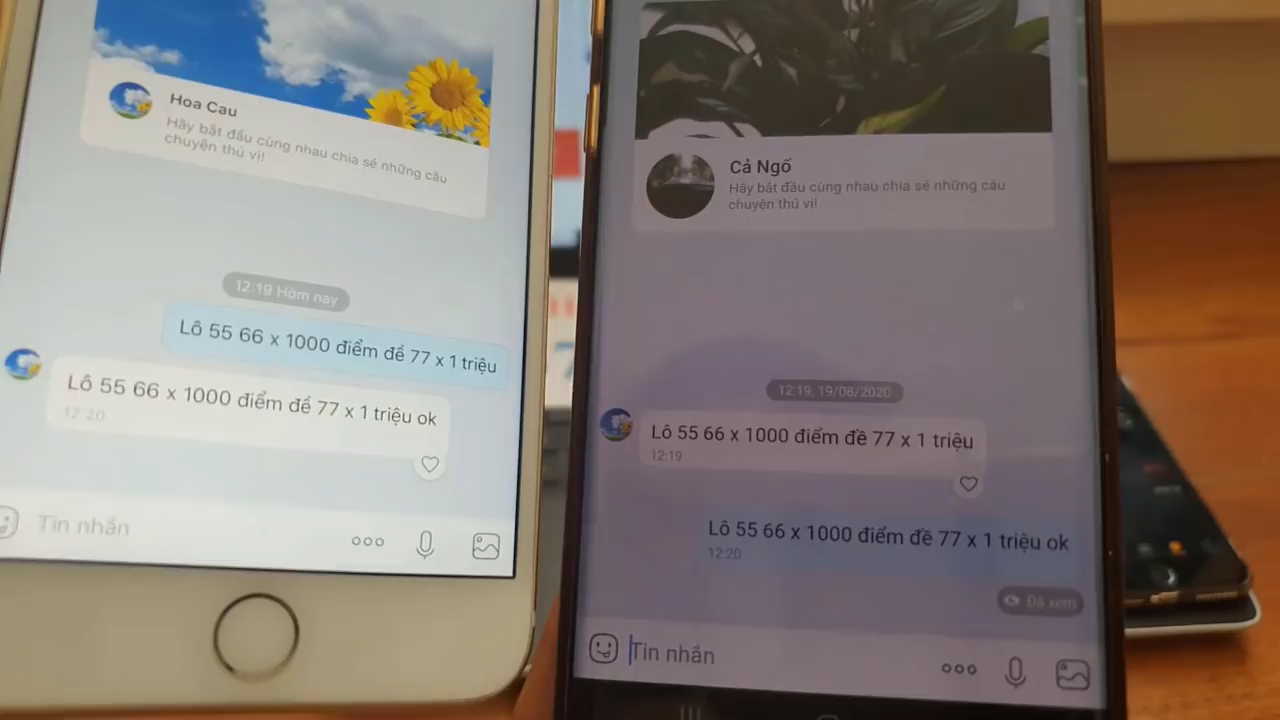 Hoa Cau
Hãy bắt đầu cùng nhau chia sẻ những câu
chuyện thú vị!
12:19 Hôm nay
Lô 55 66 x 1000 điểm đề 77 x 1 triệu
Lô 55 66 x 1000 điểm đề 77 x 1 triệu ok
12:20
Tin nhắn
Cả Ngố
Hãy bắt đầu cùng nhau chia sẻ những câu
chuyện thú vị!
12:19, 19/08/2020
Lô 55 66 x 1000 điểm đề 77 x 1 triệu
12:19
Lô 55 66 x 1000 điểm đề 77 x 1 triệu ok
12:20
Đã xem
Tin nhắn